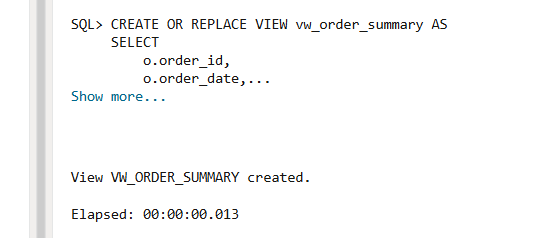 SQL> CREATE OR REPLACE VIEW vw_order_summary AS
SELECT
o.order_id,
o.order_date,...
Show more...
View VW_ORDER_SUMMARY created.
Elapsed: 00:00:00.013